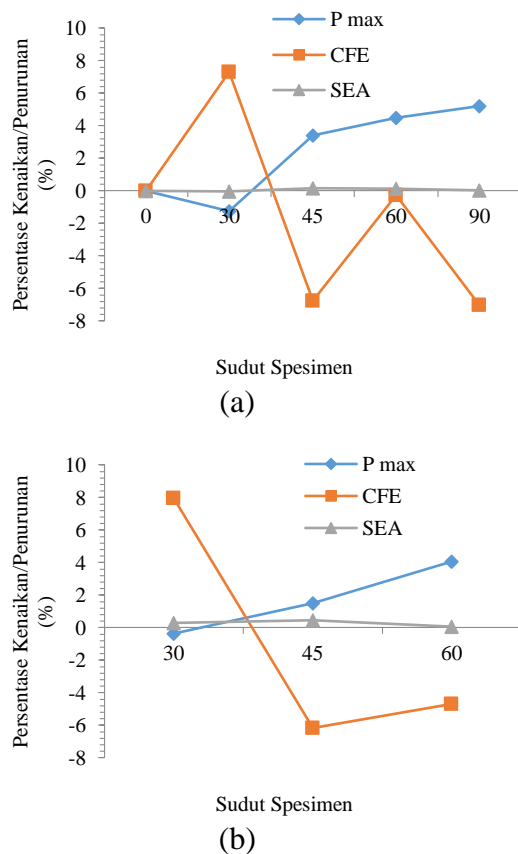 P max
CFE
SEA
10
8
6
4
2
0
-2
-4
-6
-8
0 30 45 60 90
Persentase Kenaikan/Penurunan
(%)
Sudut Spesimen
(a)
P max
CFE
SEA
10
8
6
4
2
0
-2
-4
-6
-8
30 45 60
Persentase Kenaikan/Penurunan
(%)
Sudut Spesimen
(b)